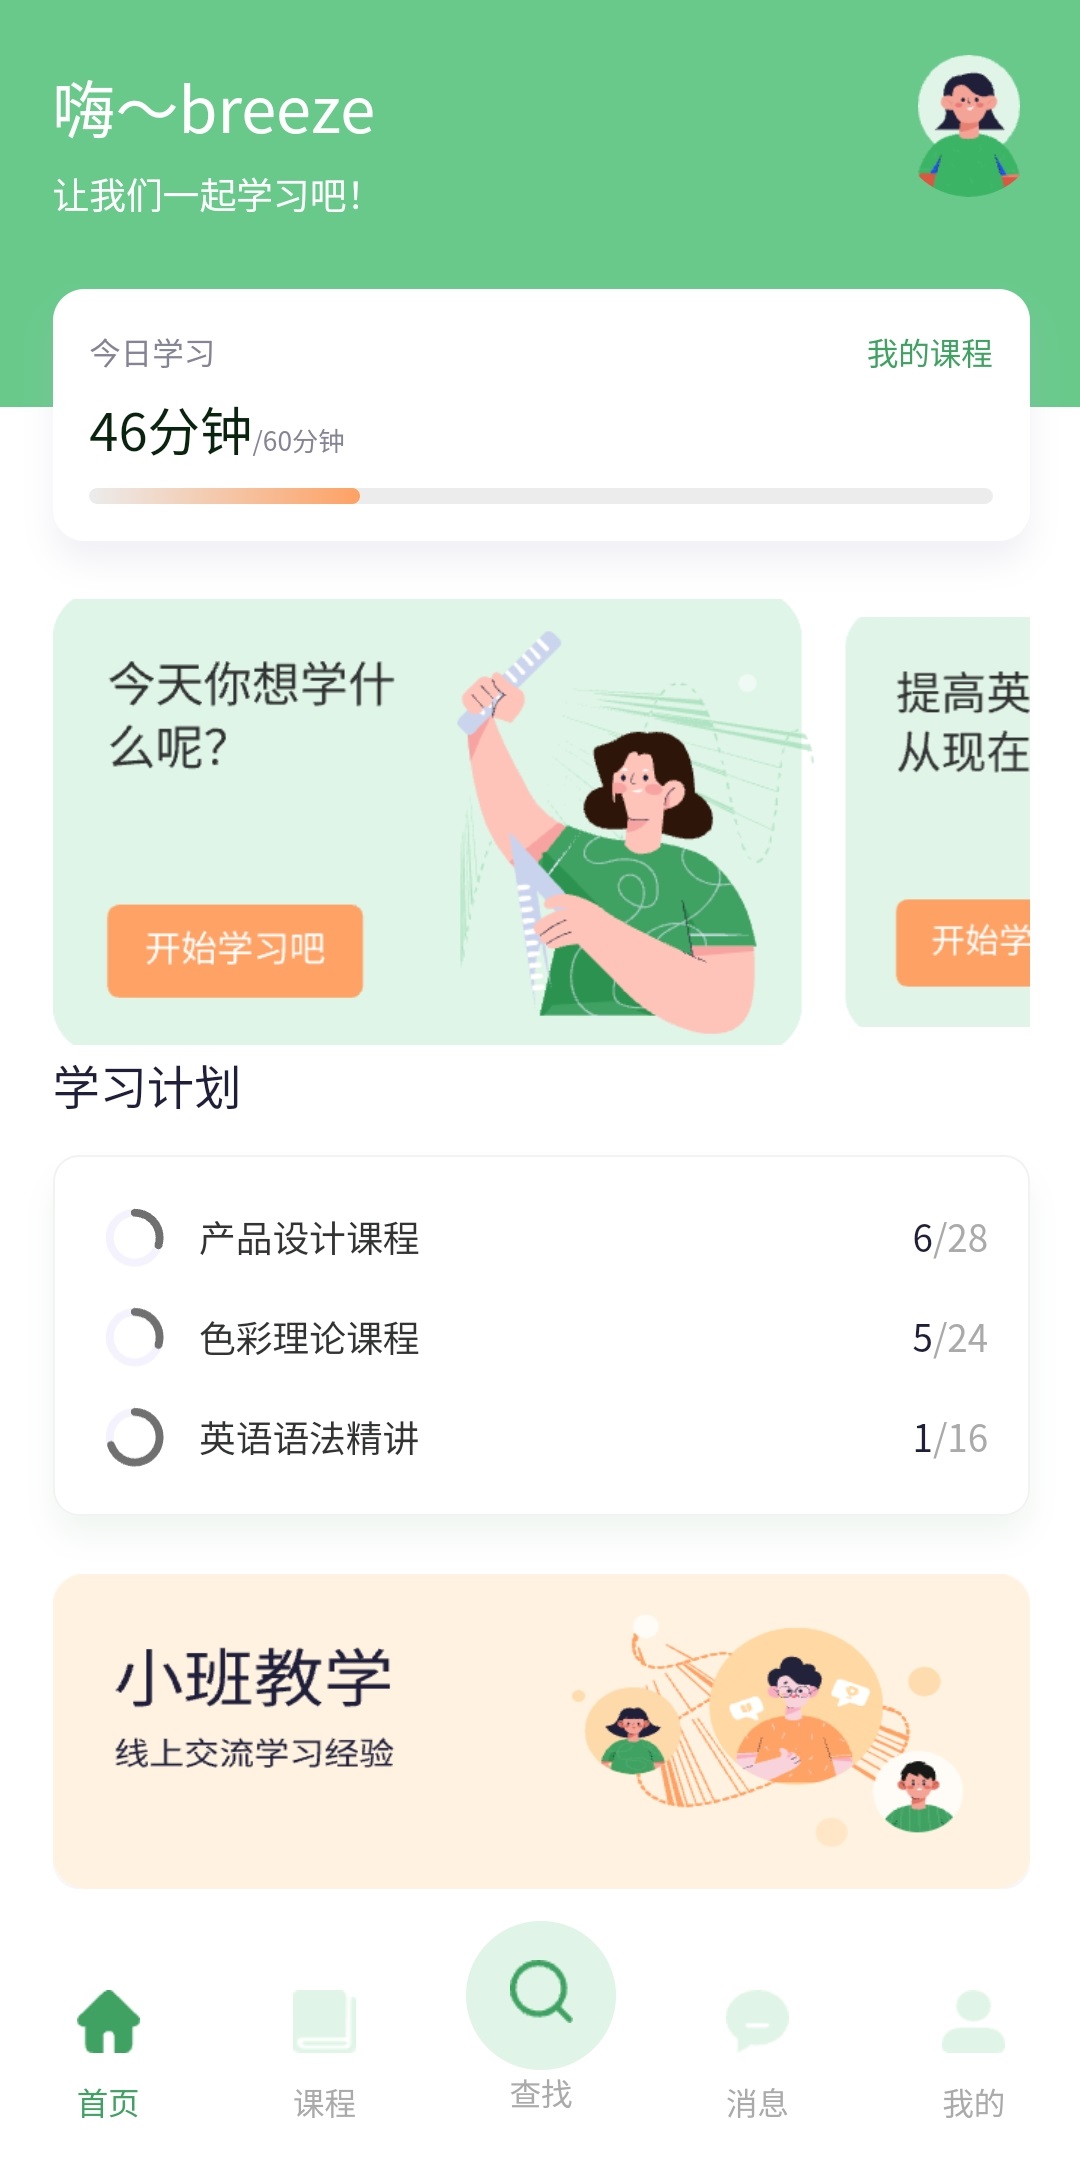 嗨～breeze
让我们一起学习吧！
今日学习
我的课程
46分钟/60分钟
今天你想学什
么呢？
开始学习吧
提高英
从现在
开始学
学习计划
产品设计课程
6/28
色彩理论课程
5/24
英语语法精讲
1/16
小班教学
线上交流学习经验
首页
课程
查找
消息
我的